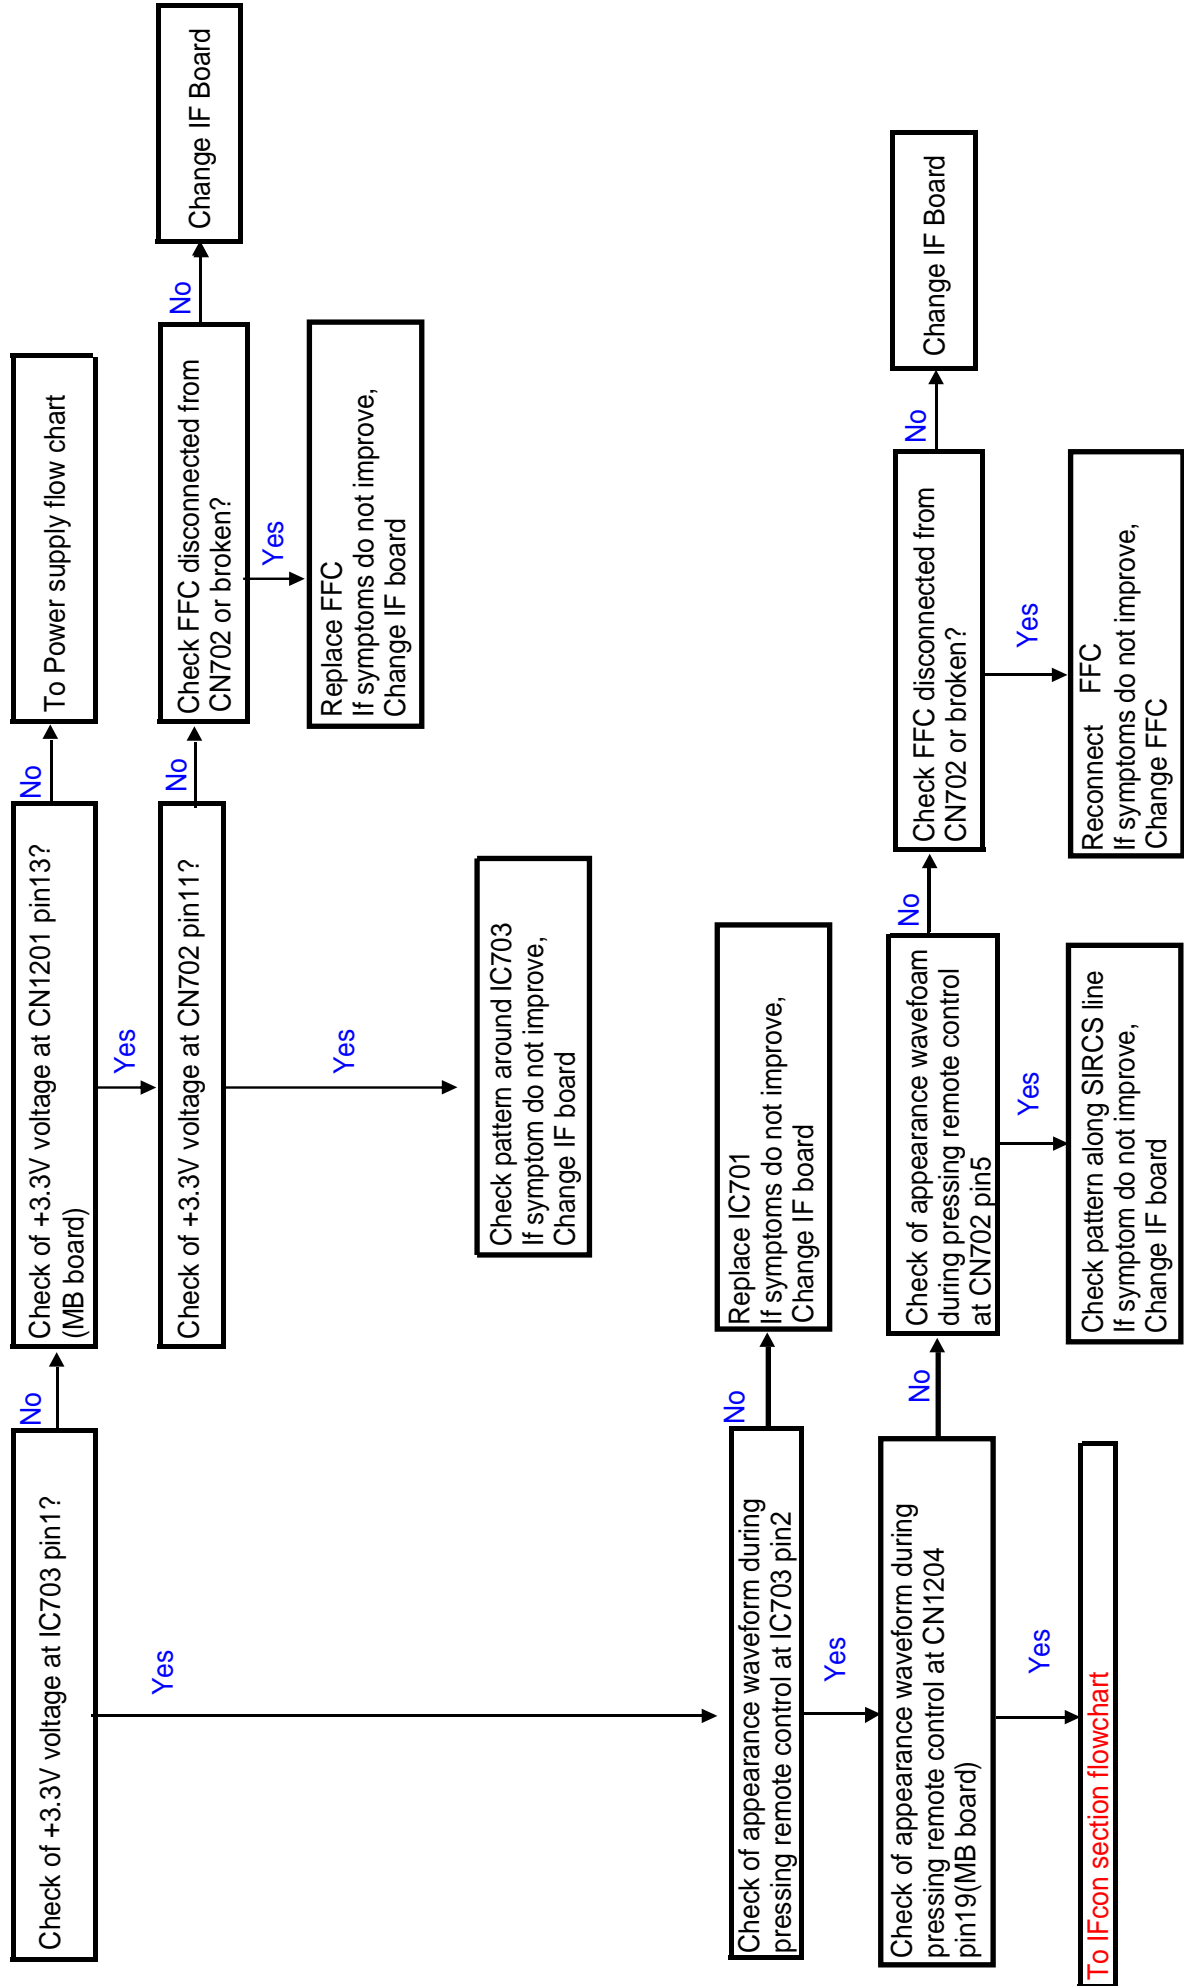 Check of +3.3V voltage at IC703 pin1?
No
Check of +3.3V voltage at CN1201 pin13?
(MB board)
No
To Power supply flow chart
Yes
Check of +3.3V voltage at CN702 pin11?
No
Check FFC disconnected from
CN702 or broken?
No
Change IF Board
Yes
Replace FFC
If symptoms do not improve,
Change IF board
Yes
Check pattern around IC703
If symptom do not improve,
Change IF board
Yes
Check of appearance waveform during
pressing remote control at IC703 pin2
No
Replace IC701
If symptoms do not improve,
Change IF board
Yes
Check of appearance waveform during
pressing remote control at CN1204
pin19(MB board)
No
Check of appearance wavefoam
during pressing remote control
at CN702 pin5
No
Check FFC disconnected from
CN702 or broken?
No
Change IF Board
Yes
Reconnect FFC
If symptoms do not improve,
Change FFC
Yes
Check pattern along SIRCS line
If symptom do not improve,
Change IF board
Yes
To IFcon section flowchart